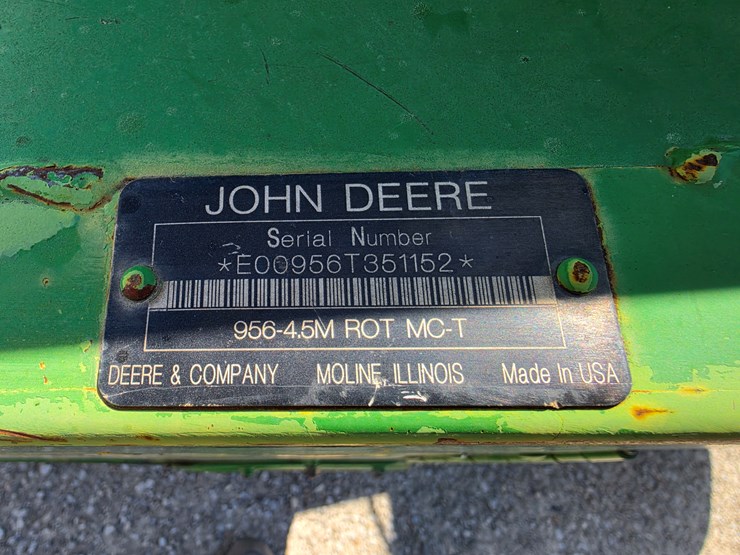 JOHN DEERE
Serial Number
*E00956T351152*
956-4.5M ROT MC-T
DEERE & COMPANY MOLINE, ILLINOIS Made In USA